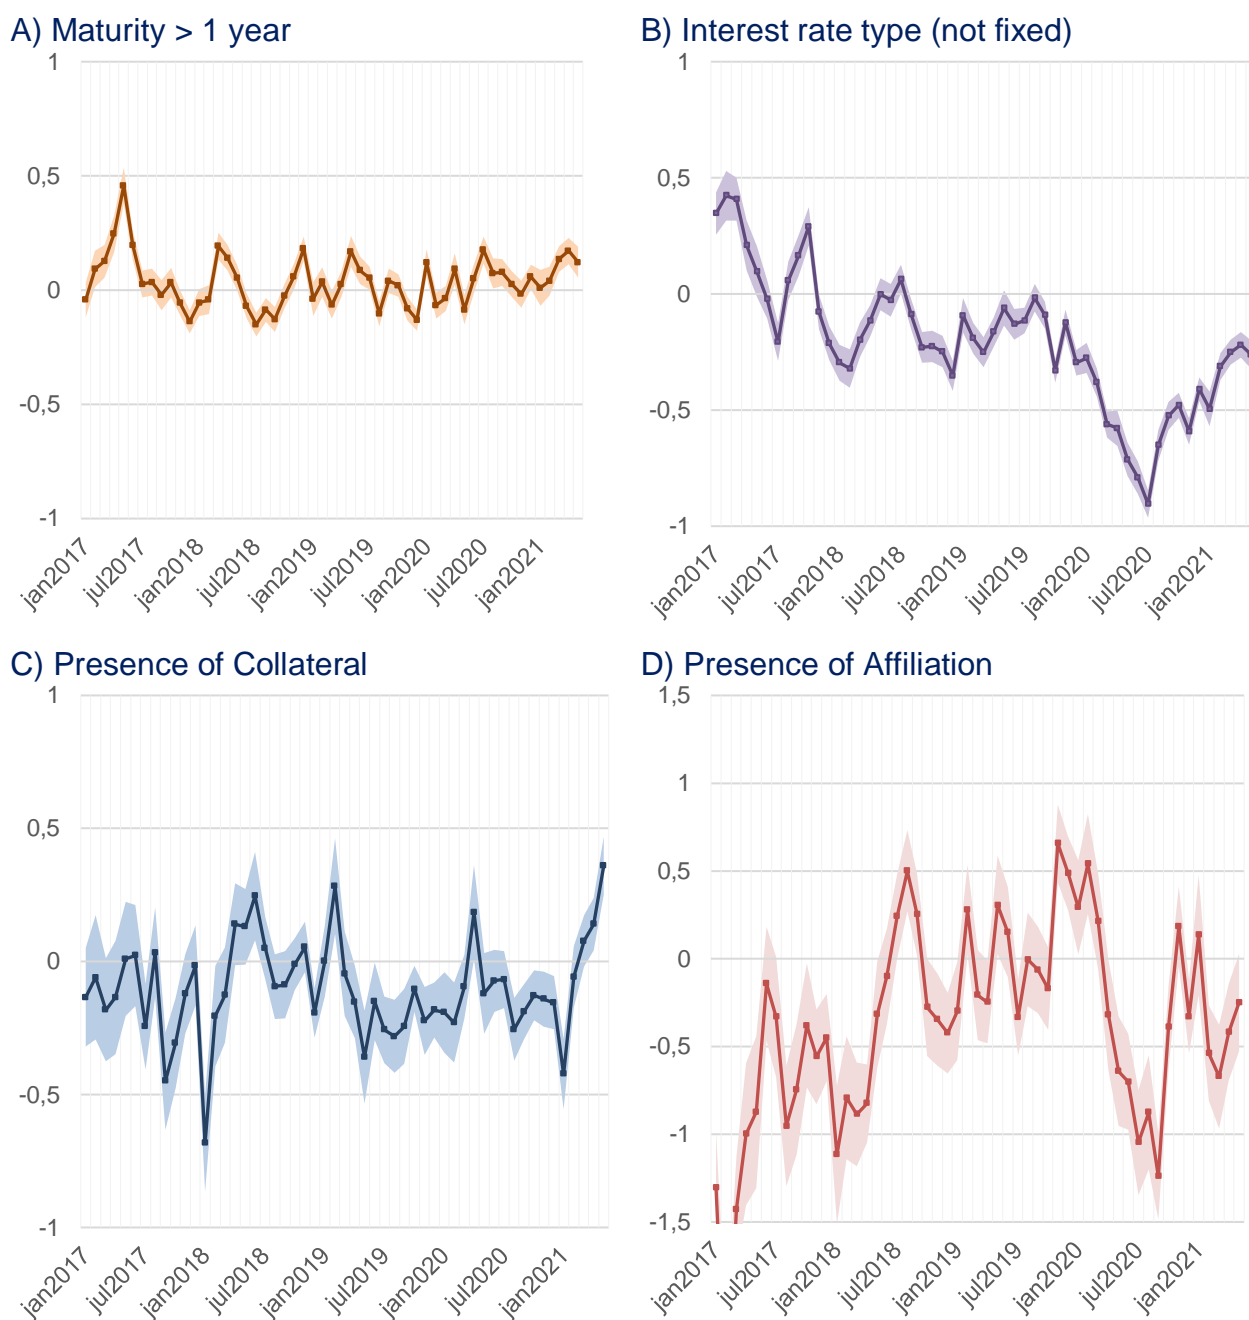 A) Maturity > 1 year
1
0,5
0
-0,5
-1
jan2017
jul2017
jan2018
jul2018
jan2019
jul2019
jan2020
jul2020
jan2021
B) Interest rate type (not fixed)
1
0,5
0
-0,5
-1
jan2017
jul2017
jan2018
jul2018
jan2019
jul2019
jan2020
jul2020
jan2021
C) Presence of Collateral
1
0,5
0
-0,5
-1
jan2017
jul2017
jan2018
jul2018
jan2019
jul2019
jan2020
jul2020
jan2021
D) Presence of Affiliation
1,5
1
0,5
0
-0,5
-1
-1,5
jan2017
jul2017
jan2018
jul2018
jan2019
jul2019
jan2020
jul2020
jan2021